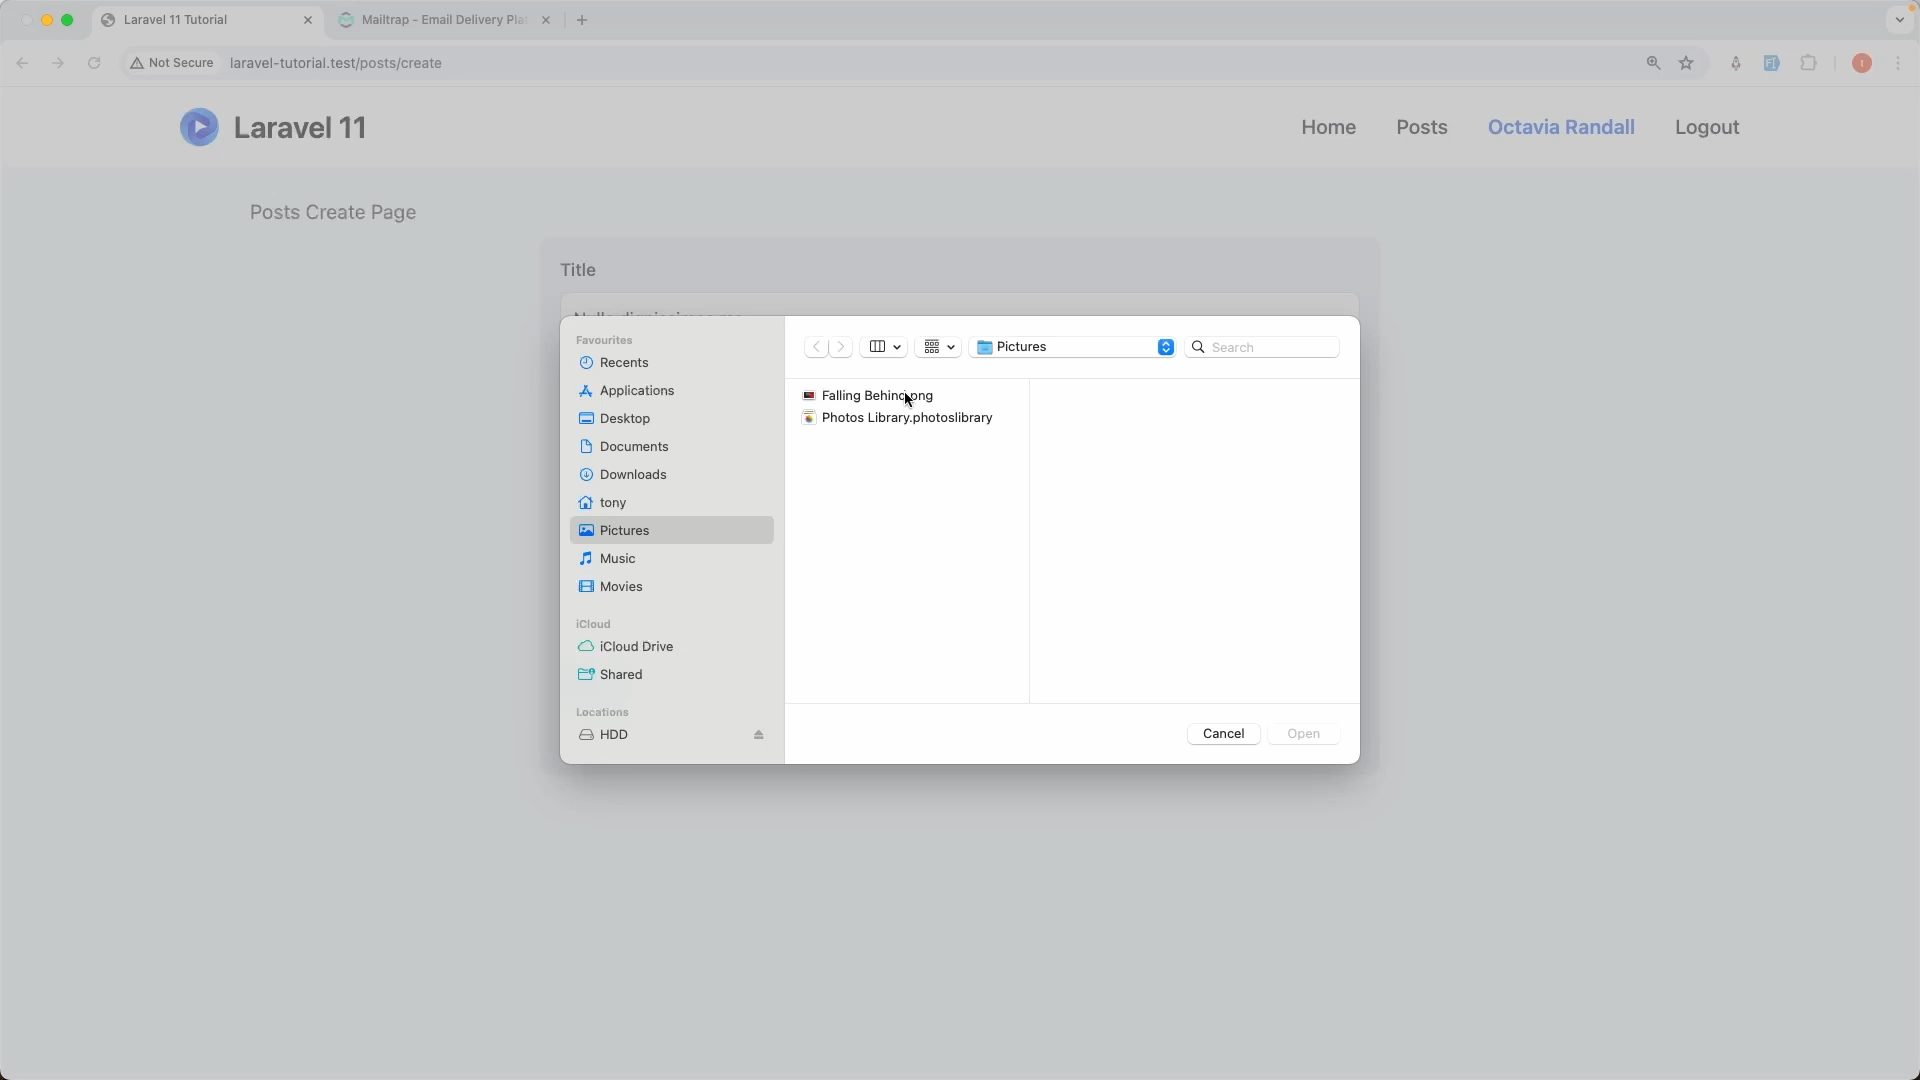 Laravel 11 Tutorial
Mailtrap - Email Delivery Pla
Not Secure
laravel-tutorial.test/posts/create
Laravel 11
Home
Posts
Octavia Randall
Logout
Posts Create Page
Title
Favourites
Recents
Applications
Desktop
Documents
Downloads
tony
Pictures
Music
Movies
iCloud
iCloud Drive
Shared
Locations
HDD
Pictures
Search
Falling Behind.png
Photos Library.photoslibrary
Cancel
Open